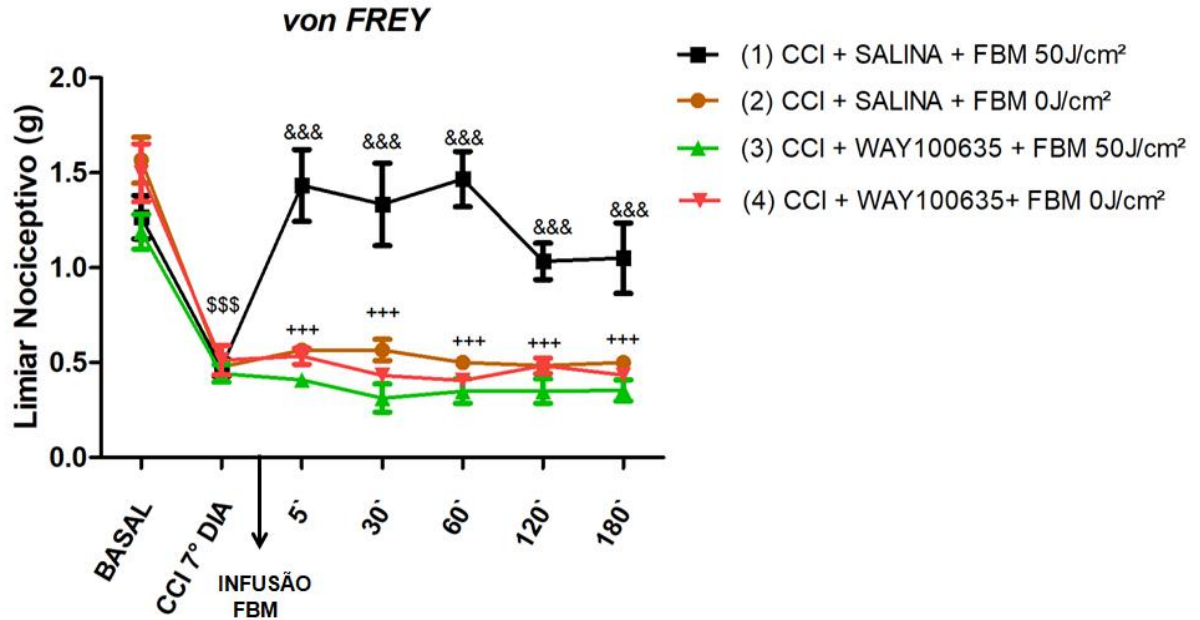 von FREY
Limiar Nociceptivo (g)
2.0
1.5
1.0
0.5
0.0
&&&
&&&
&&&
&&&
&&&
$$$
+++
+++
+++
+++
+++
BASAL
CCI 7° DIA
5`
30`
60`
120`
180`
INFUSÃO
FBM
(1) CCI + SALINA + FBM 50J/cm²
(2) CCI + SALINA + FBM 0J/cm²
(3) CCI + WAY100635 + FBM 50J/cm²
(4) CCI + WAY100635+ FBM 0J/cm²